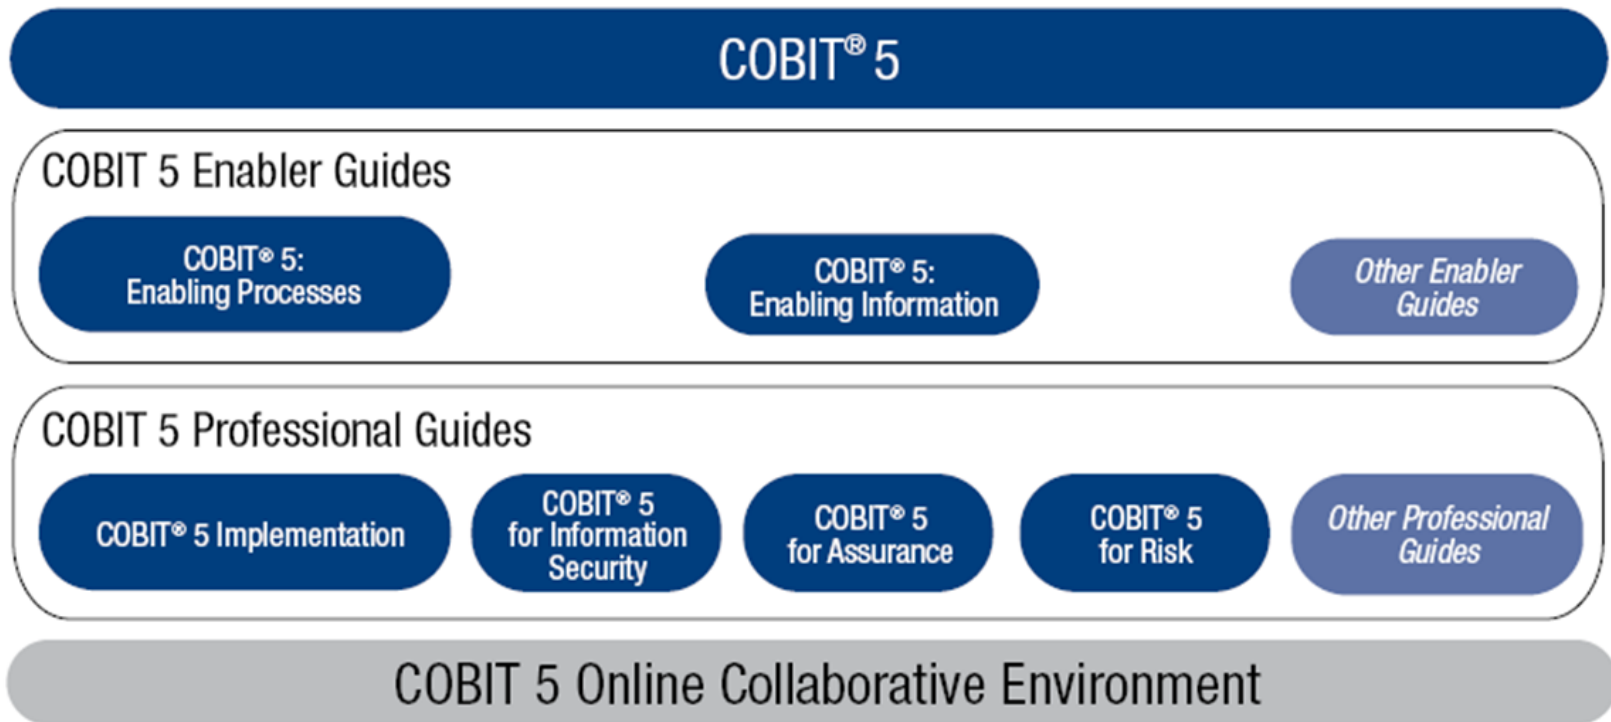 COBIT® 5
COBIT 5 Enabler Guides
COBIT® 5:
Enabling Processes
COBIT® 5:
Enabling Information
Other Enabler
Guides
COBIT 5 Professional Guides
COBIT® 5 Implementation
COBIT® 5
for Information
Security
COBIT® 5
for Assurance
COBIT® 5
for Risk
Other Professional
Guides
COBIT 5 Online Collaborative Environment